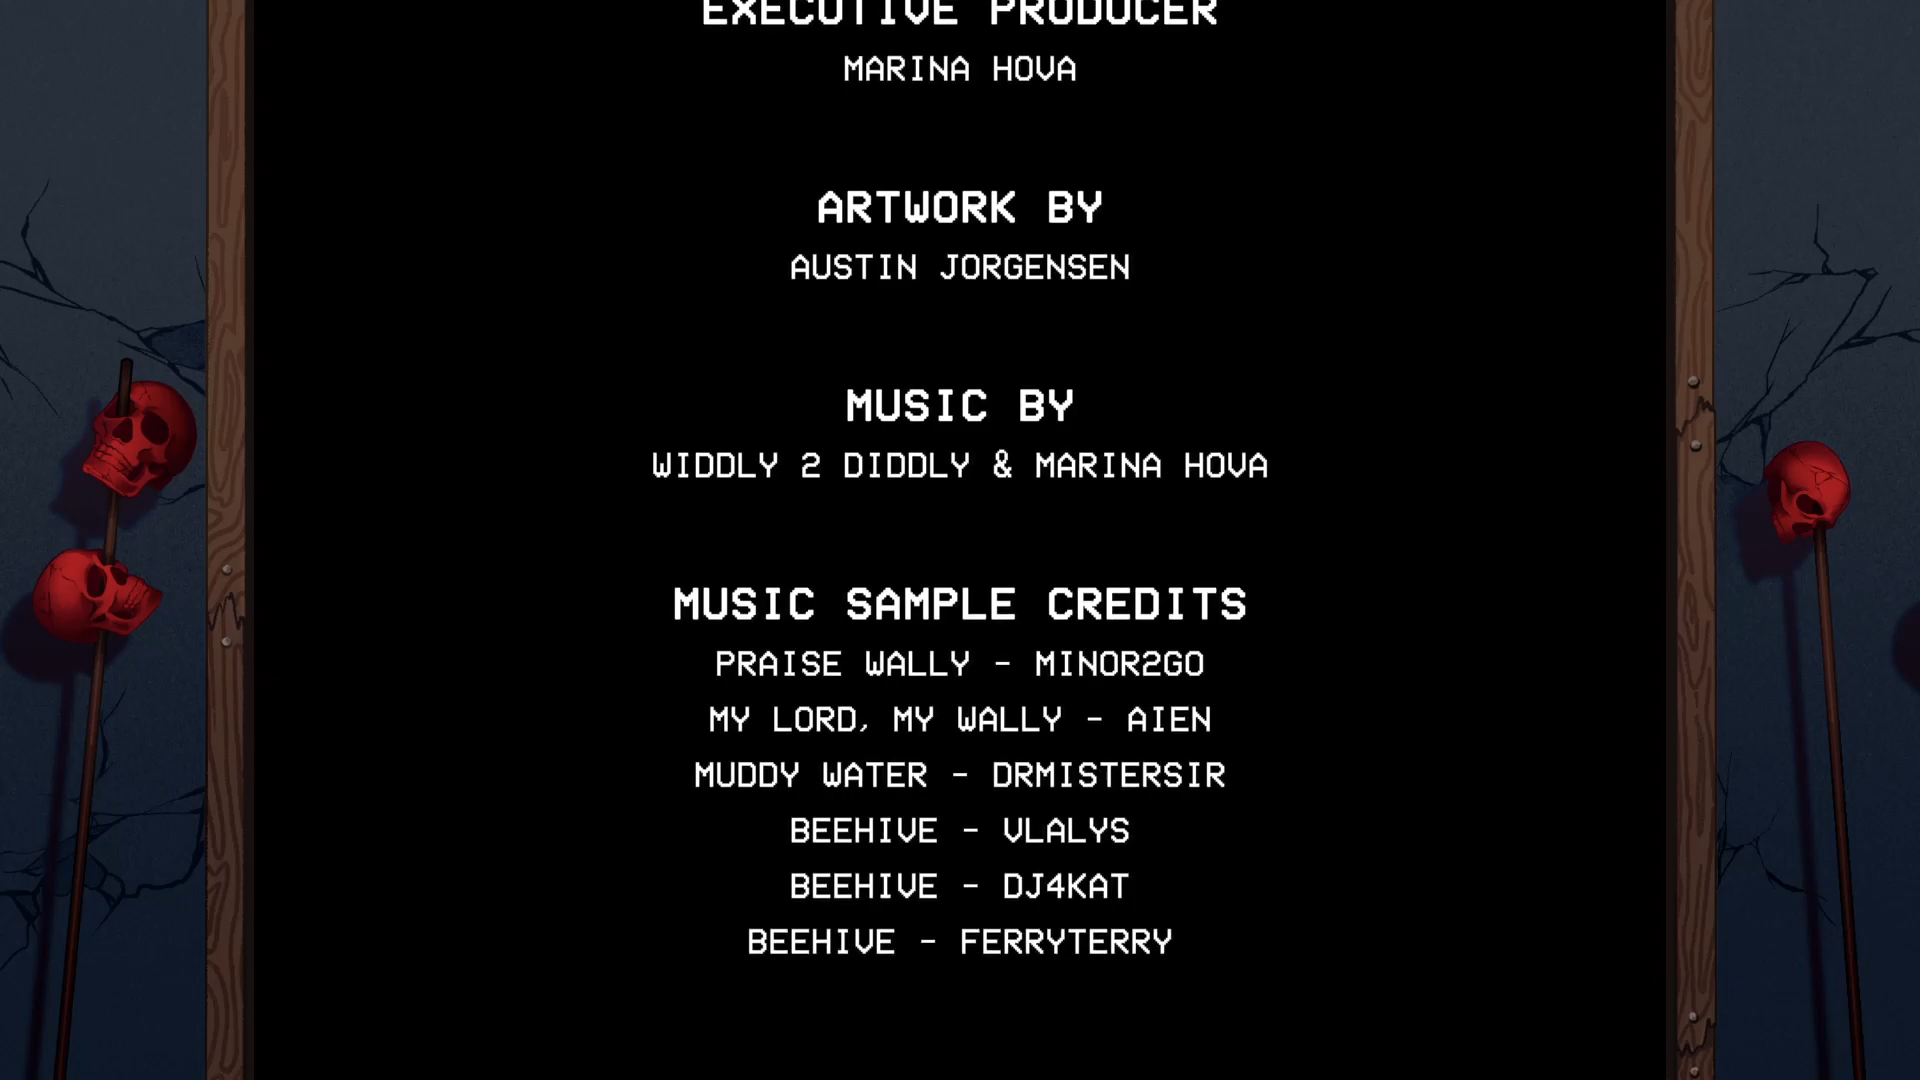 EXECUTIVE PRODUCER
MARINA HOVA
ARTWORK BY
AUSTIN JORGENSEN
MUSIC BY
WIDDLY 2 DIDDLY & MARINA HOVA
MUSIC SAMPLE CREDITS
PRAISE WALLY - MINOR2GO
MY LORD, MY WALLY - AIEN
MUDDY WATER - DRMISTERSIR
BEEHIVE - VLALYS
BEEHIVE - DJ4KAT
BEEHIVE - FERRYTERRY